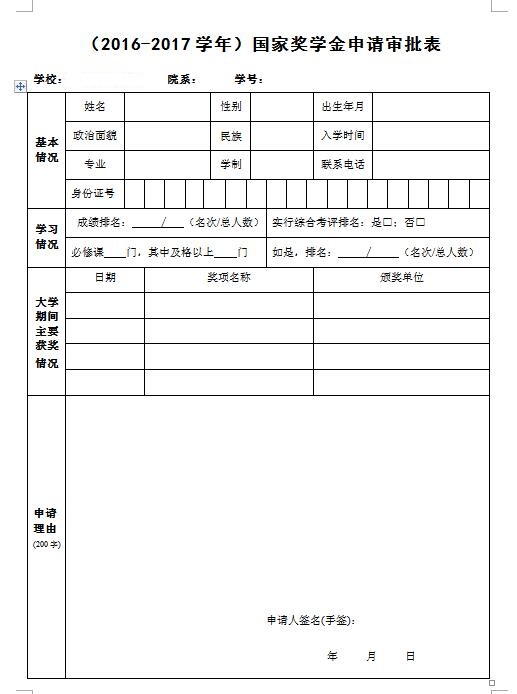 （2016-2017 学年）国家奖学金申请审批表
学校： 院系： 学号：
基本情况
姓名 性别 出生年月
政治面貌 民族 入学时间
专业 学制 联系电话
身份证号
学习情况
成绩排名：_____/___（名次/总人数） 实行综合考评排名：是□；否□
必修课____门，其中及格以上____门 如是，排名：_____/_____（名次/总人数）
大学期间主要获奖情况
日期 奖项名称 颁奖单位
申请理由
(200 字)
申请人签名(手签)：
年 月 日